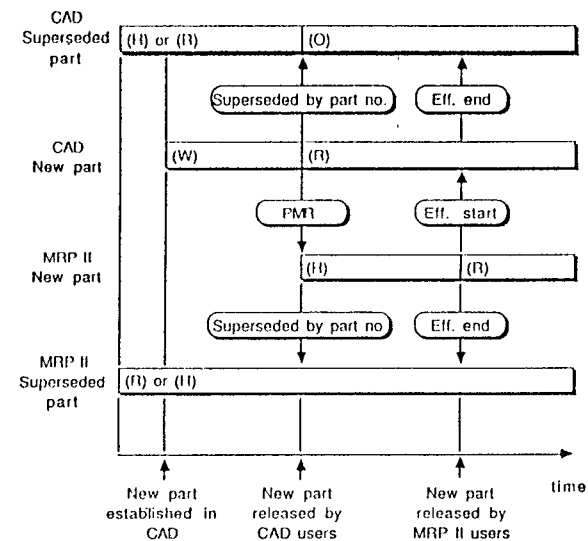 CAD
Superseded
part
(H) or (R)
(O)
Superseded by part no.
Eff. end
CAD
New part
(W)
(R)
PMR
Eff. start
MRP II
New part
(H)
(R)
Superseded by part no
Eff. end
MRP II
Superseded
part
(R) or (H)
time
New part
established in
CAD
New part
released by
CAD users
New part
released by
MRP II users